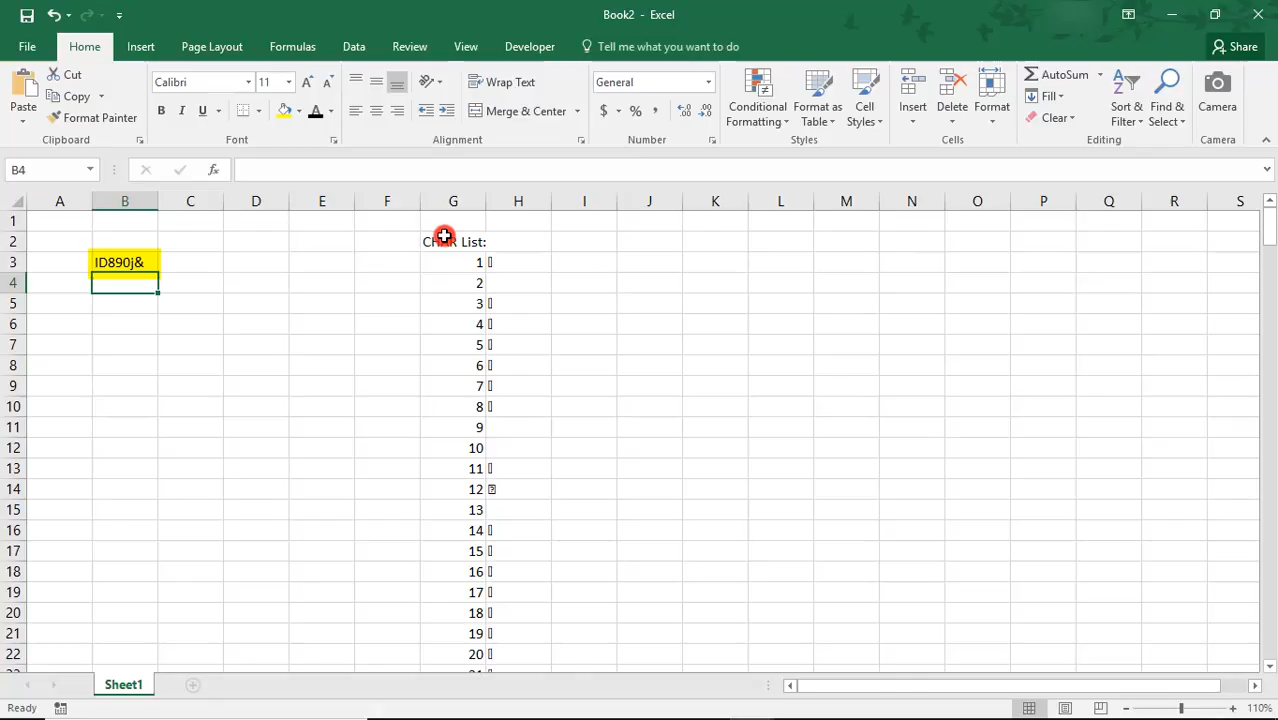 Book2 - Excel
File Home Insert Page Layout Formulas Data Review View Developer Tell me what you want to do Share
Paste
Cut
Copy
Format Painter
Clipboard
Calibri 11
B I U
Font
Wrap Text
Merge & Center
Alignment
General
$ % ,
Number
Conditional Formatting
Format as Table
Cell Styles
Styles
Insert Delete Format
Cells
AutoSum
Fill
Clear
Sort & Filter
Find & Select
Editing
Camera
Camera
B4 fx
A B C D E F G H I J K L M N O P Q R S
1
2 CHAR List:
3 ID890j& 1
4 2
5 3
6 4
7 5
8 6
9 7
10 8
11 9
12 10
13 11
14 12
15 13
16 14
17 15
18 16
19 17
20 18
21 19
22 20
23 21
Sheet1
Ready 110%